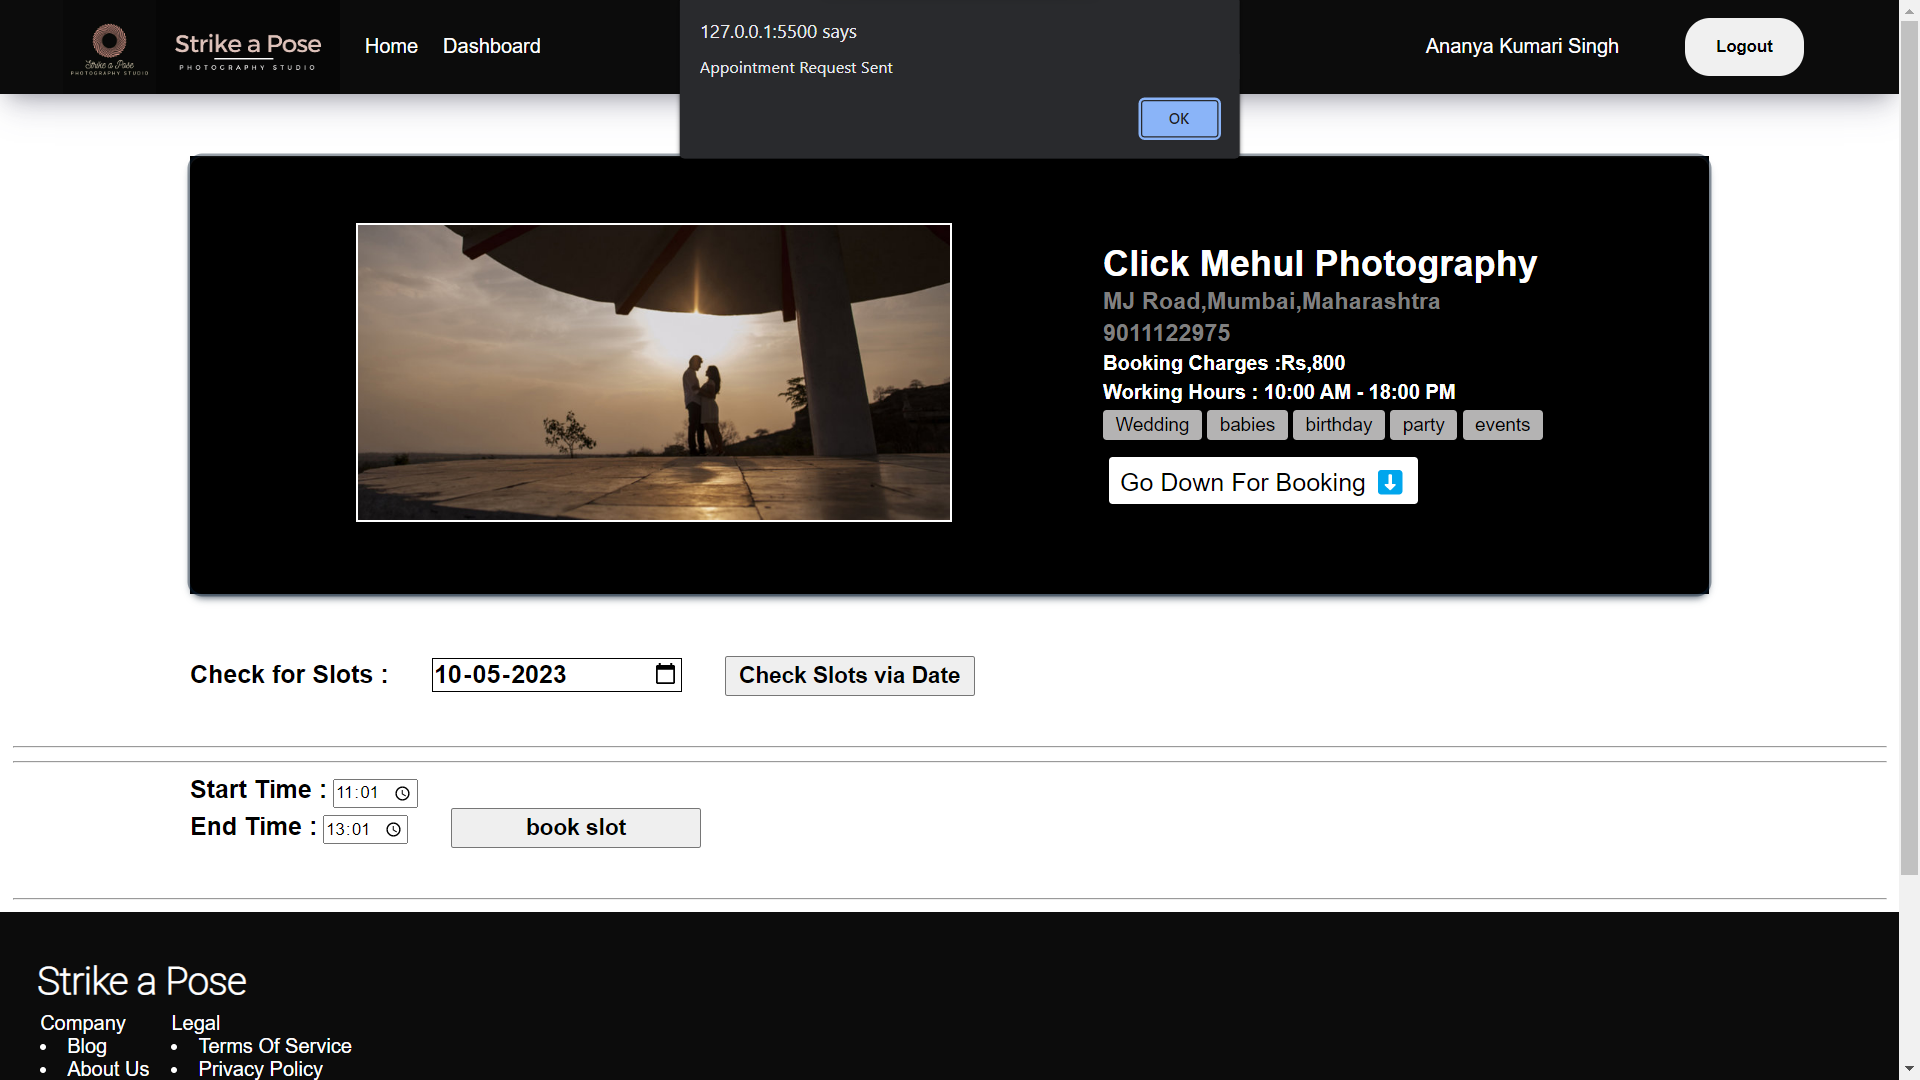 Strike a Pose
PHOTOGRAPHY STUDIO
Strike a Pose
PHOTOGRAPHY STUDIO
Home
Dashboard
127.0.0.1:5500 says
Appointment Request Sent
OK
Ananya Kumari Singh
Logout
Click Mehul Photography
MJ Road,Mumbai,Maharashtra
9011122975
Booking Charges :Rs,800
Working Hours : 10:00 AM - 18:00 PM
Wedding babies birthday party events
Go Down For Booking ⬇️
Check for Slots :
10-05-2023
Check Slots via Date
Start Time : 11:01
End Time : 13:01
book slot
Strike a Pose
Company
• Blog
• About Us
Legal
• Terms Of Service
• Privacy Policy